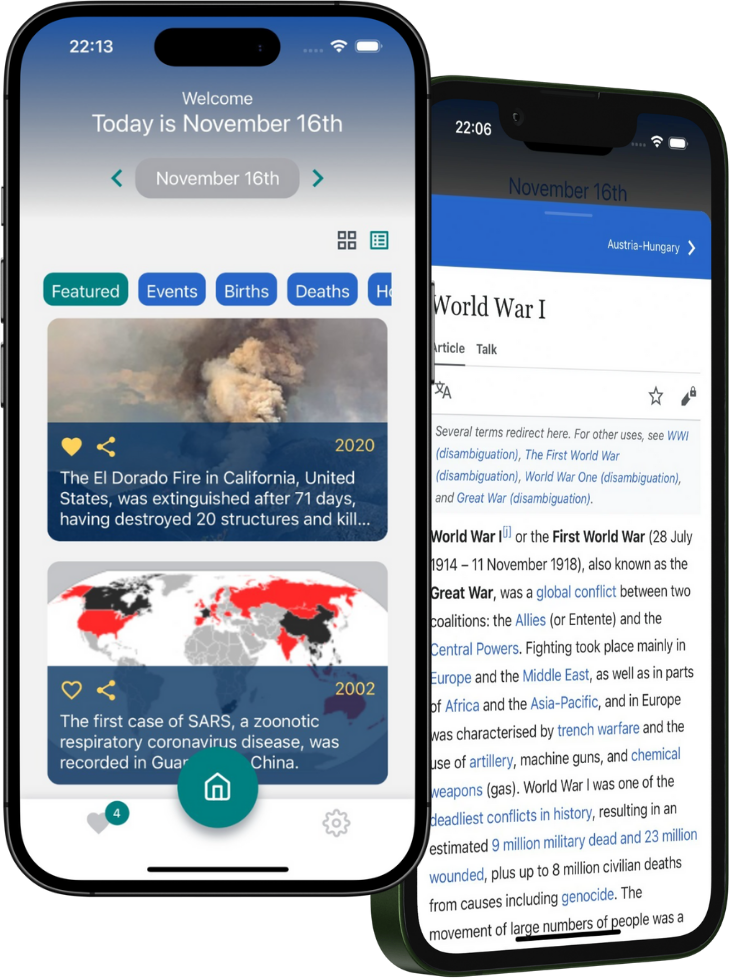 22:13
Welcome
Today is November 16th
November 16th
Featured Events Births Deaths
2020
The El Dorado Fire in California, United
States, was extinguished after 71 days,
having destroyed 20 structures and kill...
2002
The first case of SARS, a zoonotic
respiratory coronavirus disease, was
recorded in China.
4
22:06
November 16th
Austria-Hungary
World War I
Article Talk
Several terms redirect here. For other uses, see WWI
(disambiguation), The First World War
(disambiguation), World War One (disambiguation),
and Great War (disambiguation).
World War I[j] or the First World War (28 July
1914 – 11 November 1918), also known as the
Great War, was a global conflict between two
coalitions: the Allies (or Entente) and the
Central Powers. Fighting took place mainly in
Europe and the Middle East, as well as in parts
of Africa and the Asia-Pacific, and in Europe
was characterised by trench warfare and the
use of artillery, machine guns, and chemical
weapons (gas). World War I was one of the
deadliest conflicts in history, resulting in an
estimated 9 million military dead and 23 million
wounded, plus up to 8 million civilian deaths
from causes including genocide. The
movement of large numbers of people was a